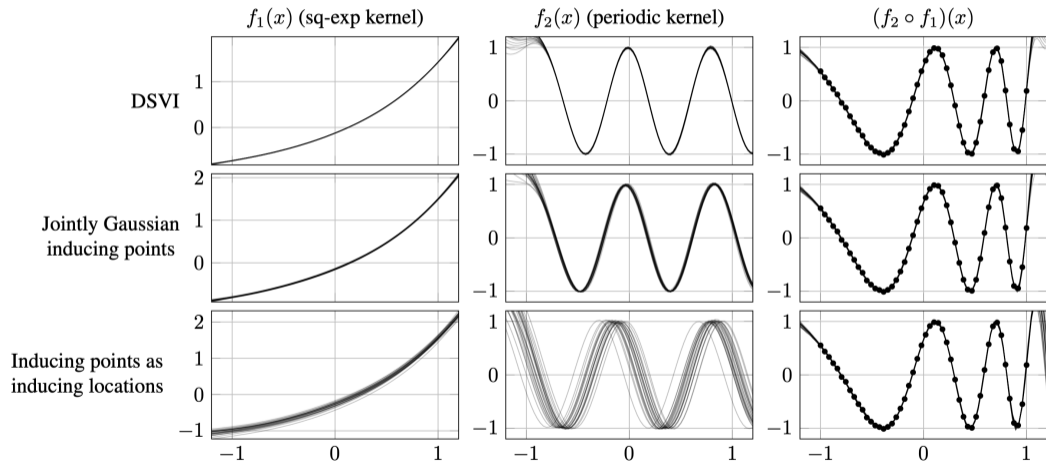 f₁(x) (sq-exp kernel)
f₂(x) (periodic kernel)
(f₂ ∘ f₁)(x)
DSVI
1
0
1
0
−1
1
0
−1
Jointly Gaussian
inducing points
2
1
0
1
0
−1
1
0
−1
Inducing points as
inducing locations
2
1
0
−1
1
0
−1
1
0
−1
−1 0 1
−1 0 1
−1 0 1